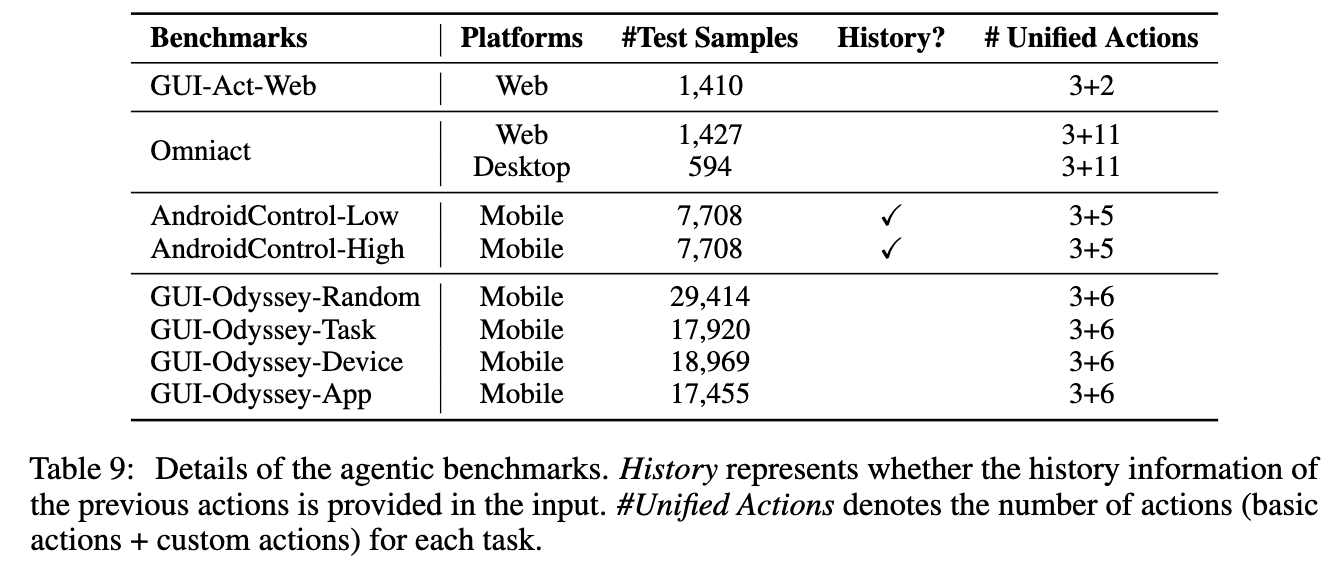 Benchmarks Platforms #Test Samples History? # Unified Actions
GUI-Act-Web Web 1,410 3+2
Omniact Web 1,427 3+11
Desktop 594 3+11
AndroidControl-Low Mobile 7,708 ✓ 3+5
AndroidControl-High Mobile 7,708 ✓ 3+5
GUI-Odyssey-Random Mobile 29,414 3+6
GUI-Odyssey-Task Mobile 17,920 3+6
GUI-Odyssey-Device Mobile 18,969 3+6
GUI-Odyssey-App Mobile 17,455 3+6
Table 9: Details of the agentic benchmarks. History represents whether the history information of
the previous actions is provided in the input. #Unified Actions denotes the number of actions (basic
actions + custom actions) for each task.